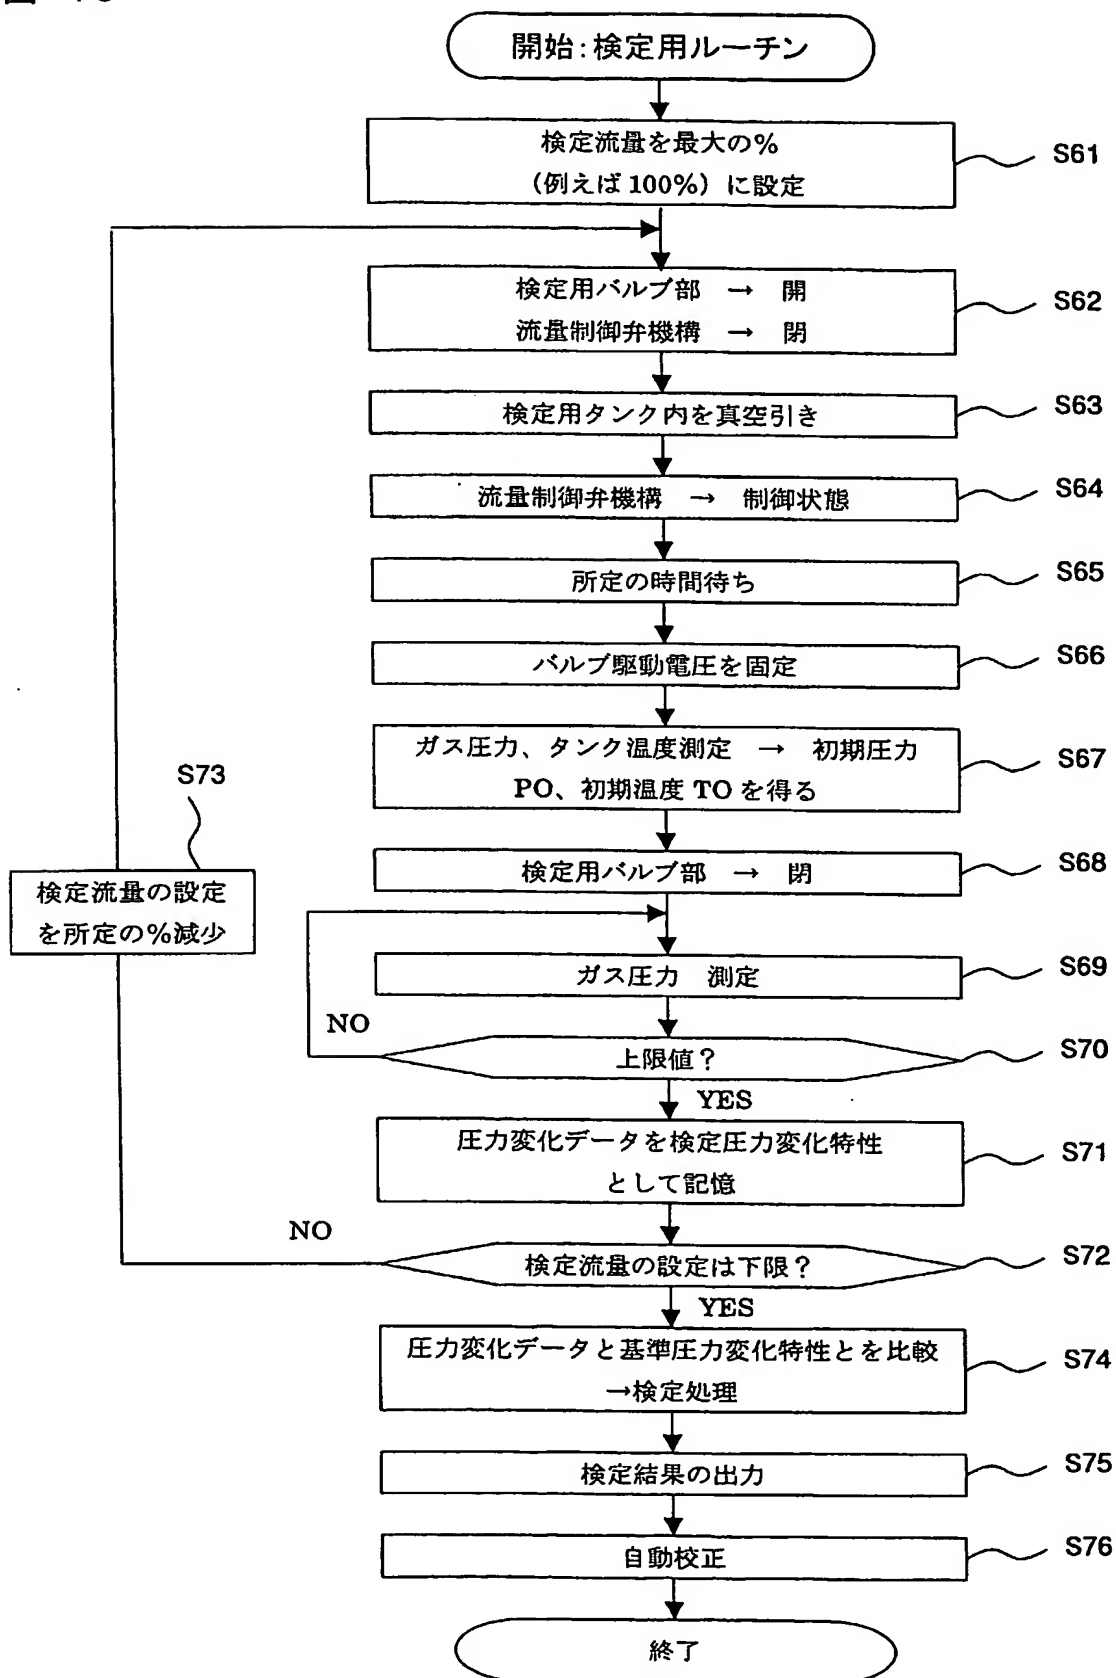 開始:検定用ルーチン
検定流量を最大の%
(例えば 100%) に設定
S61
検定用バルブ部 → 開
流量制御弁機構 → 閉
S62
検定用タンク内を真空引き
S63
流量制御弁機構 → 制御状態
S64
所定の時間待ち
S65
バルブ駆動電圧を固定
S66
ガス圧力、タンク温度測定 → 初期圧力
PO、初期温度 TO を得る
S67
S73
検定流量の設定
を所定の%減少
検定用バルブ部 → 閉
S68
ガス圧力 測定
S69
NO
上限値?
S70
YES
圧力変化データを検定圧力変化特性
として記憶
S71
NO
検定流量の設定は下限?
S72
YES
圧力変化データと基準圧力変化特性とを比較
→検定処理
S74
検定結果の出力
S75
自動校正
S76
終了